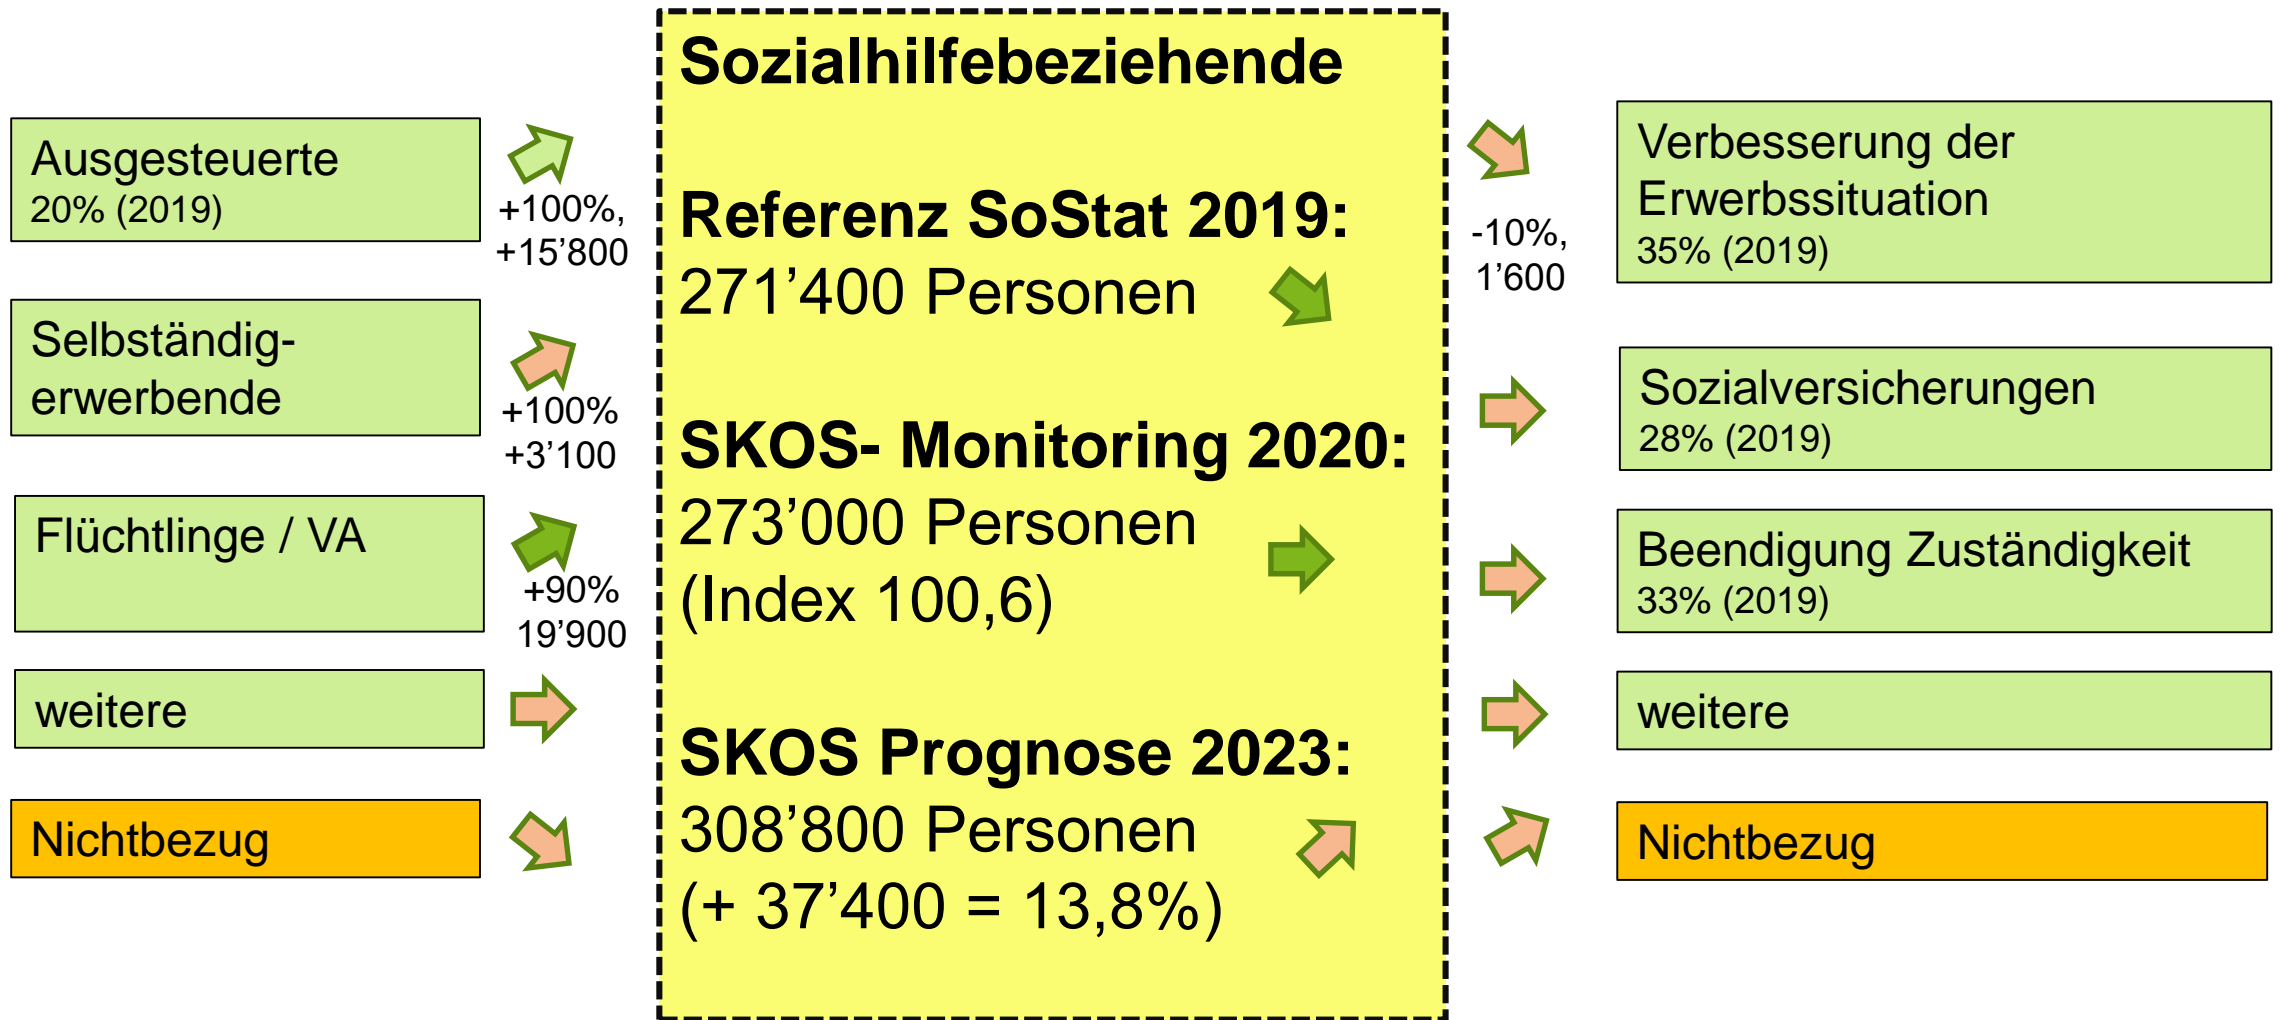 Ausgesteuerte
20% (2019)
+100%,
+15’800
Selbständig-
erwerbende
+100%
+3’100
Flüchtlinge / VA
+90%
19’900
weitere
Nichtbezug
Sozialhilfebeziehende
Referenz SoStat 2019:
271’400 Personen
SKOS- Monitoring 2020:
273’000 Personen
(Index 100,6)
SKOS Prognose 2023:
308’800 Personen
(+ 37’400 = 13,8%)
-10%,
1’600
Verbesserung der
Erwerbssituation
35% (2019)
Sozialversicherungen
28% (2019)
Beendigung Zuständigkeit
33% (2019)
weitere
Nichtbezug